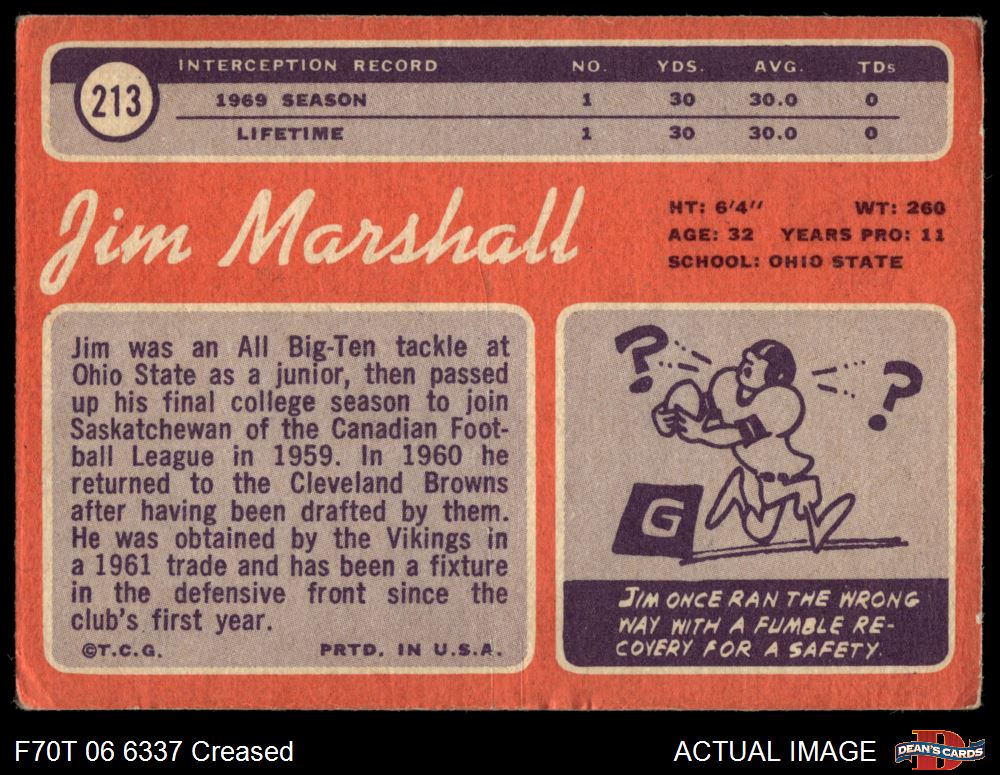 INTERCEPTION RECORD NO. YDS. AVG. TDs
213
1969 SEASON 1 30 30.0 0
LIFETIME 1 30 30.0 0
Jim Marshall
HT: 6'4" WT: 260
AGE: 32 YEARS PRO: 11
SCHOOL: OHIO STATE
Jim was an All Big-Ten tackle at
Ohio State as a junior, then passed
up his final college season to join
Saskatchewan of the Canadian Foot-
ball League in 1959. In 1960 he
returned to the Cleveland Browns
after having been drafted by them.
He was obtained by the Vikings in
a 1961 trade and has been a fixture
in the defensive front since the
club's first year.
©T.C.G. PRTD. IN U.S.A.
? ?
G
JIM ONCE RAN THE WRONG
WAY WITH A FUMBLE RE-
COVERY FOR A SAFETY.
F70T 06 6337 Creased
ACTUAL IMAGE
D
DEAN'S CARDS